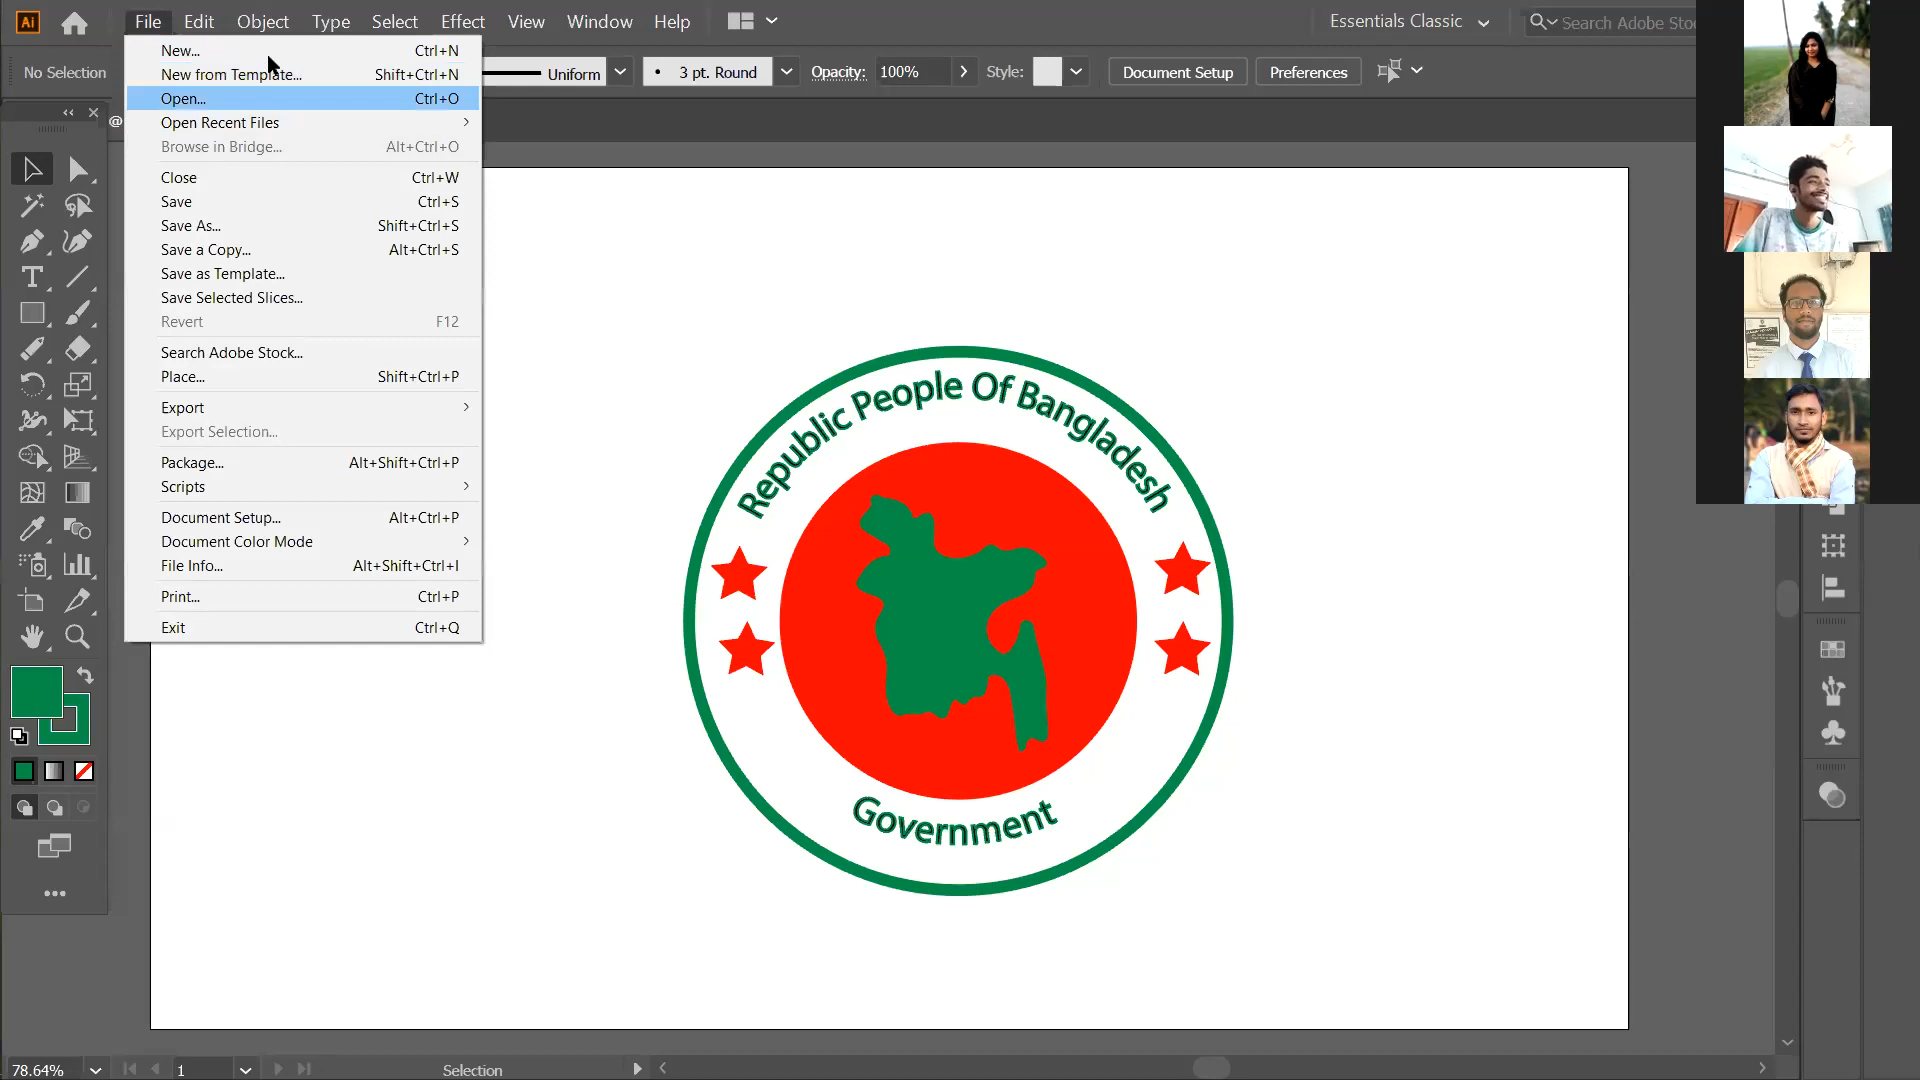 Ai File Edit Object Type Select Effect View Window Help Essentials Classic Search Adobe Sto
No Selection Uniform 3 pt. Round Opacity: 100% Style: Document Setup Preferences
@
New... Ctrl+N
New from Template... Shift+Ctrl+N
Open... Ctrl+O
Open Recent Files
Browse in Bridge... Alt+Ctrl+O
Close Ctrl+W
Save Ctrl+S
Save As... Shift+Ctrl+S
Save a Copy... Alt+Ctrl+S
Save as Template...
Save Selected Slices...
Revert F12
Search Adobe Stock...
Place... Shift+Ctrl+P
Export
Export Selection...
Package... Alt+Shift+Ctrl+P
Scripts
Document Setup... Alt+Ctrl+P
Document Color Mode
File Info... Alt+Shift+Ctrl+I
Print... Ctrl+P
Exit Ctrl+Q
Republic People Of Bangladesh
Government
78.64% 1 Selection